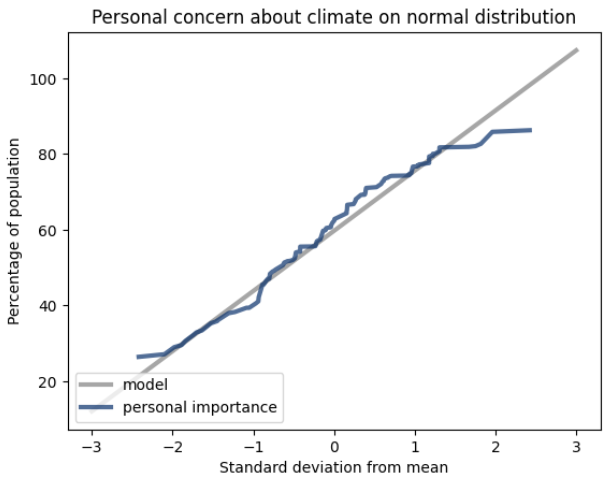 Personal concern about climate on normal distribution
Percentage of population
100
80
60
40
20
model
personal importance
−3
−2
−1
0
1
2
3
Standard deviation from mean